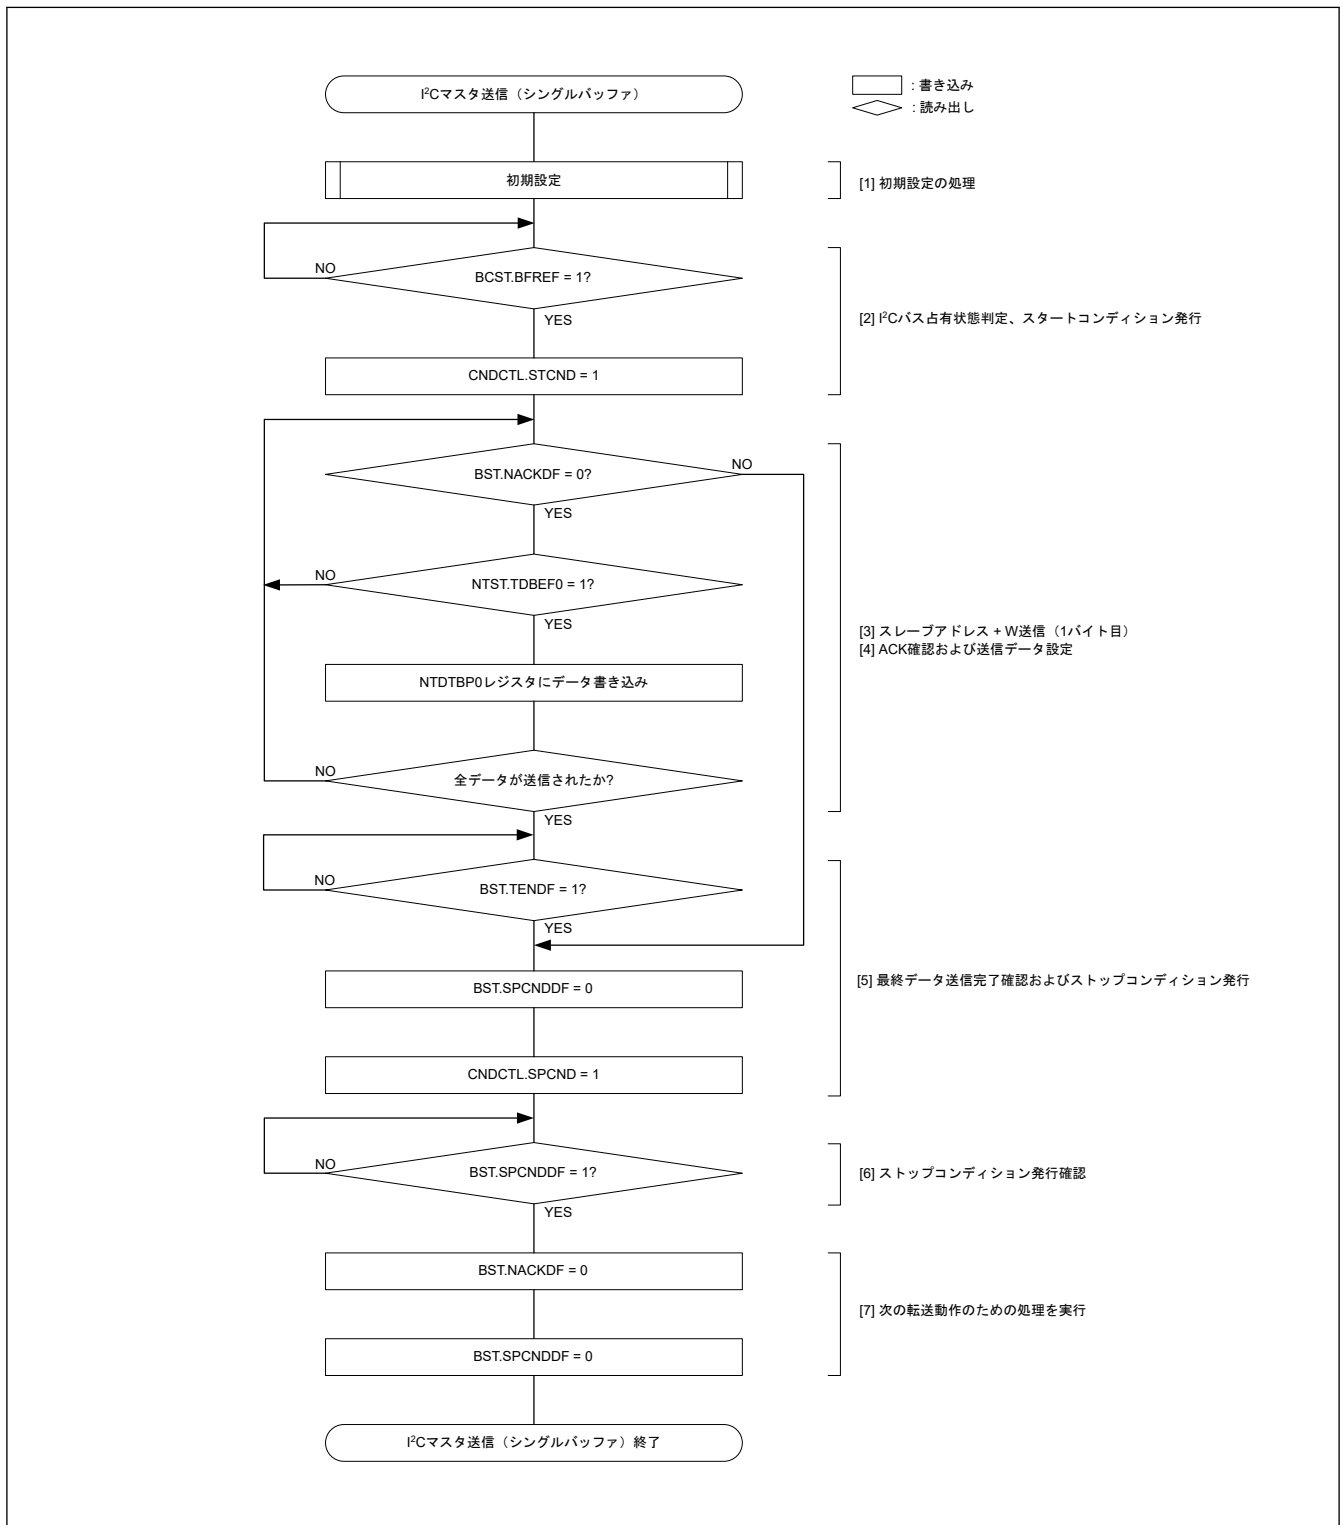 I²Cマスタ送信（シングルバッファ）
: 書き込み
: 読み出し
初期設定
[1] 初期設定の処理
NO
BCST.BFREF = 1?
YES
[2] I²Cバス占有状態判定、スタートコンディション発行
CNDCTL.STCND = 1
BST.NACKDF = 0?
NO
YES
NO
NTST.TDBEF0 = 1?
YES
[3] スレーブアドレス + W送信（1バイト目）
[4] ACK確認および送信データ設定
NTDTBP0レジスタにデータ書き込み
NO
全データが送信されたか?
YES
NO
BST.TENDF = 1?
YES
[5] 最終データ送信完了確認およびストップコンディション発行
BST.SPCNDDF = 0
CNDCTL.SPCND = 1
NO
BST.SPCNDDF = 1?
YES
[6] ストップコンディション発行確認
BST.NACKDF = 0
[7] 次の転送動作のための処理を実行
BST.SPCNDDF = 0
I²Cマスタ送信（シングルバッファ）終了